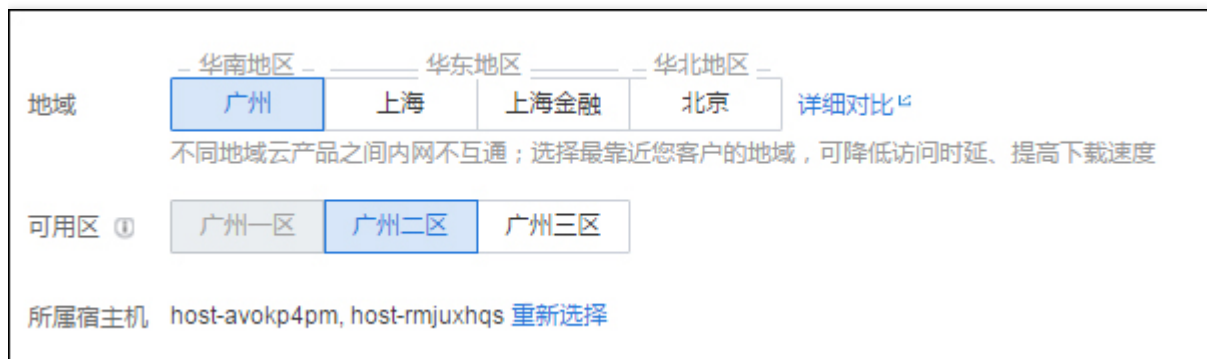 华南地区 华东地区 华北地区
地域 广州 上海 上海金融 北京 详细对比
不同地域云产品之间内网不互通；选择最靠近您客户的地域，可降低访问时延、提高下载速度
可用区 广州一区 广州二区 广州三区
所属宿主机 host-avokp4pm, host-rmjuxhqs 重新选择